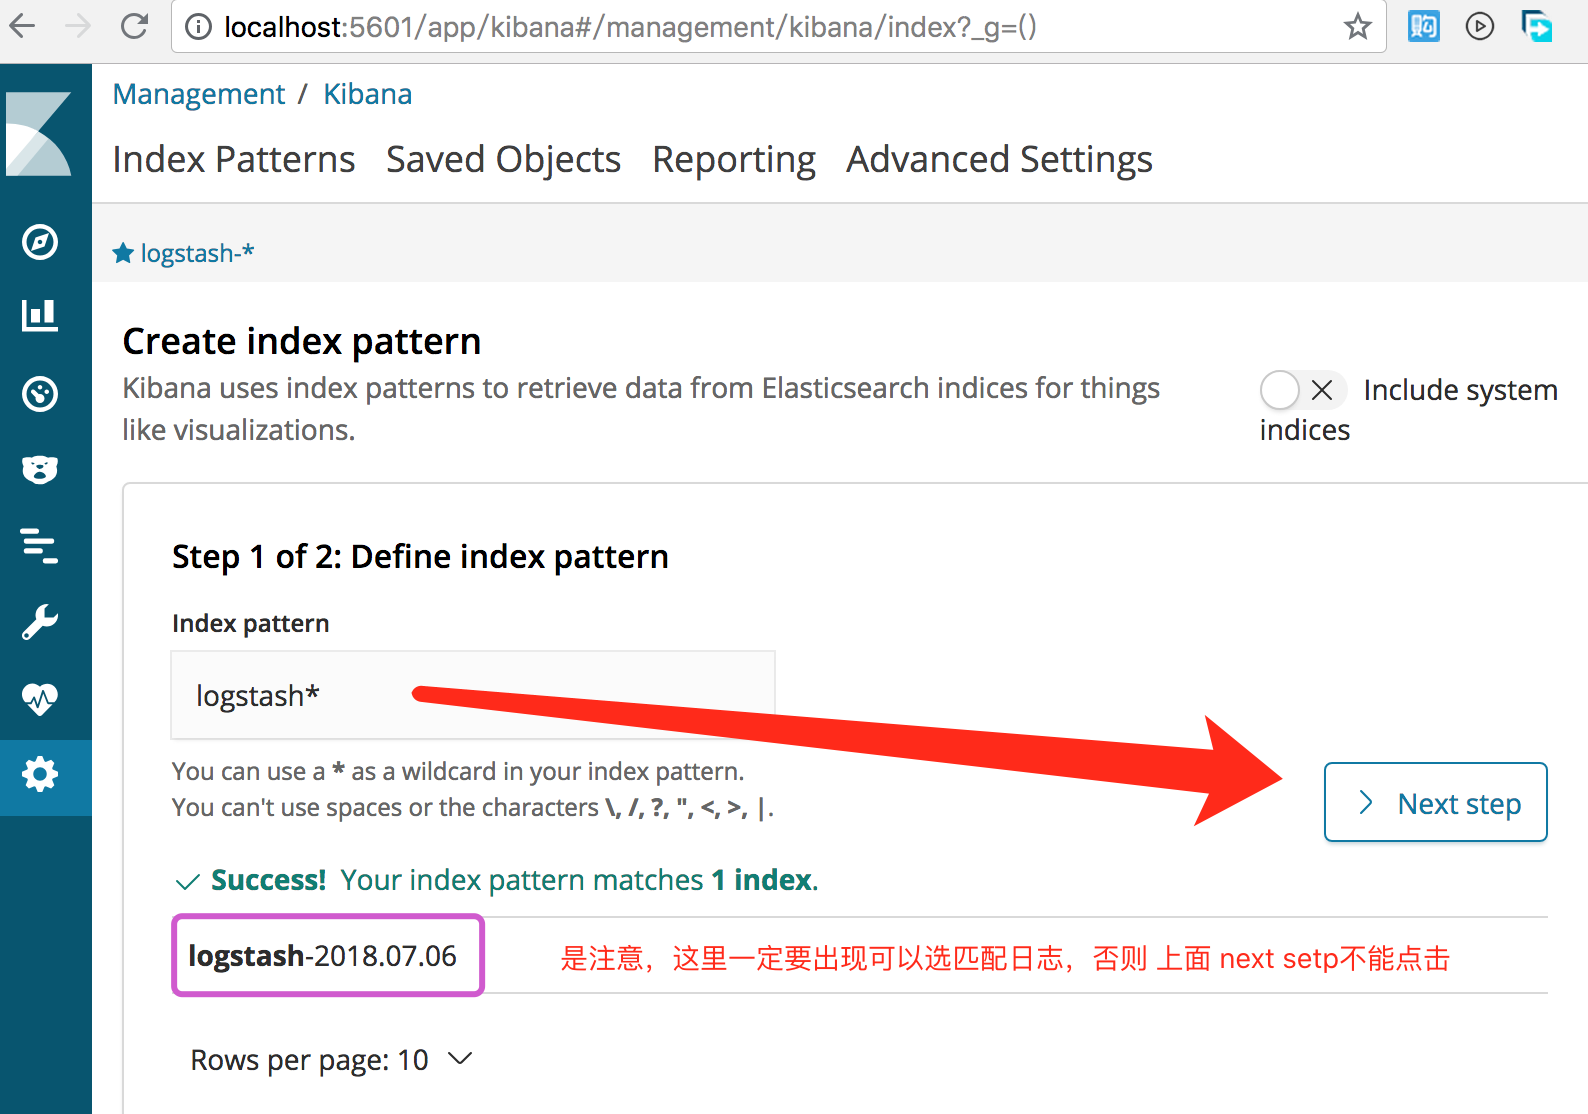 localhost:5601/app/kibana#/management/kibana/index?_g=()
购
Management / Kibana
Index Patterns Saved Objects Reporting Advanced Settings
logstash-*
Create index pattern
Kibana uses index patterns to retrieve data from Elasticsearch indices for things
like visualizations.
Include system
indices
Step 1 of 2: Define index pattern
Index pattern
logstash*
You can use a * as a wildcard in your index pattern.
You can't use spaces or the characters \, /, ?, ", <, >, |.
Next step
Success! Your index pattern matches 1 index.
logstash-2018.07.06
是注意，这里一定要出现可以选匹配日志，否则 上面 next setp不能点击
Rows per page: 10